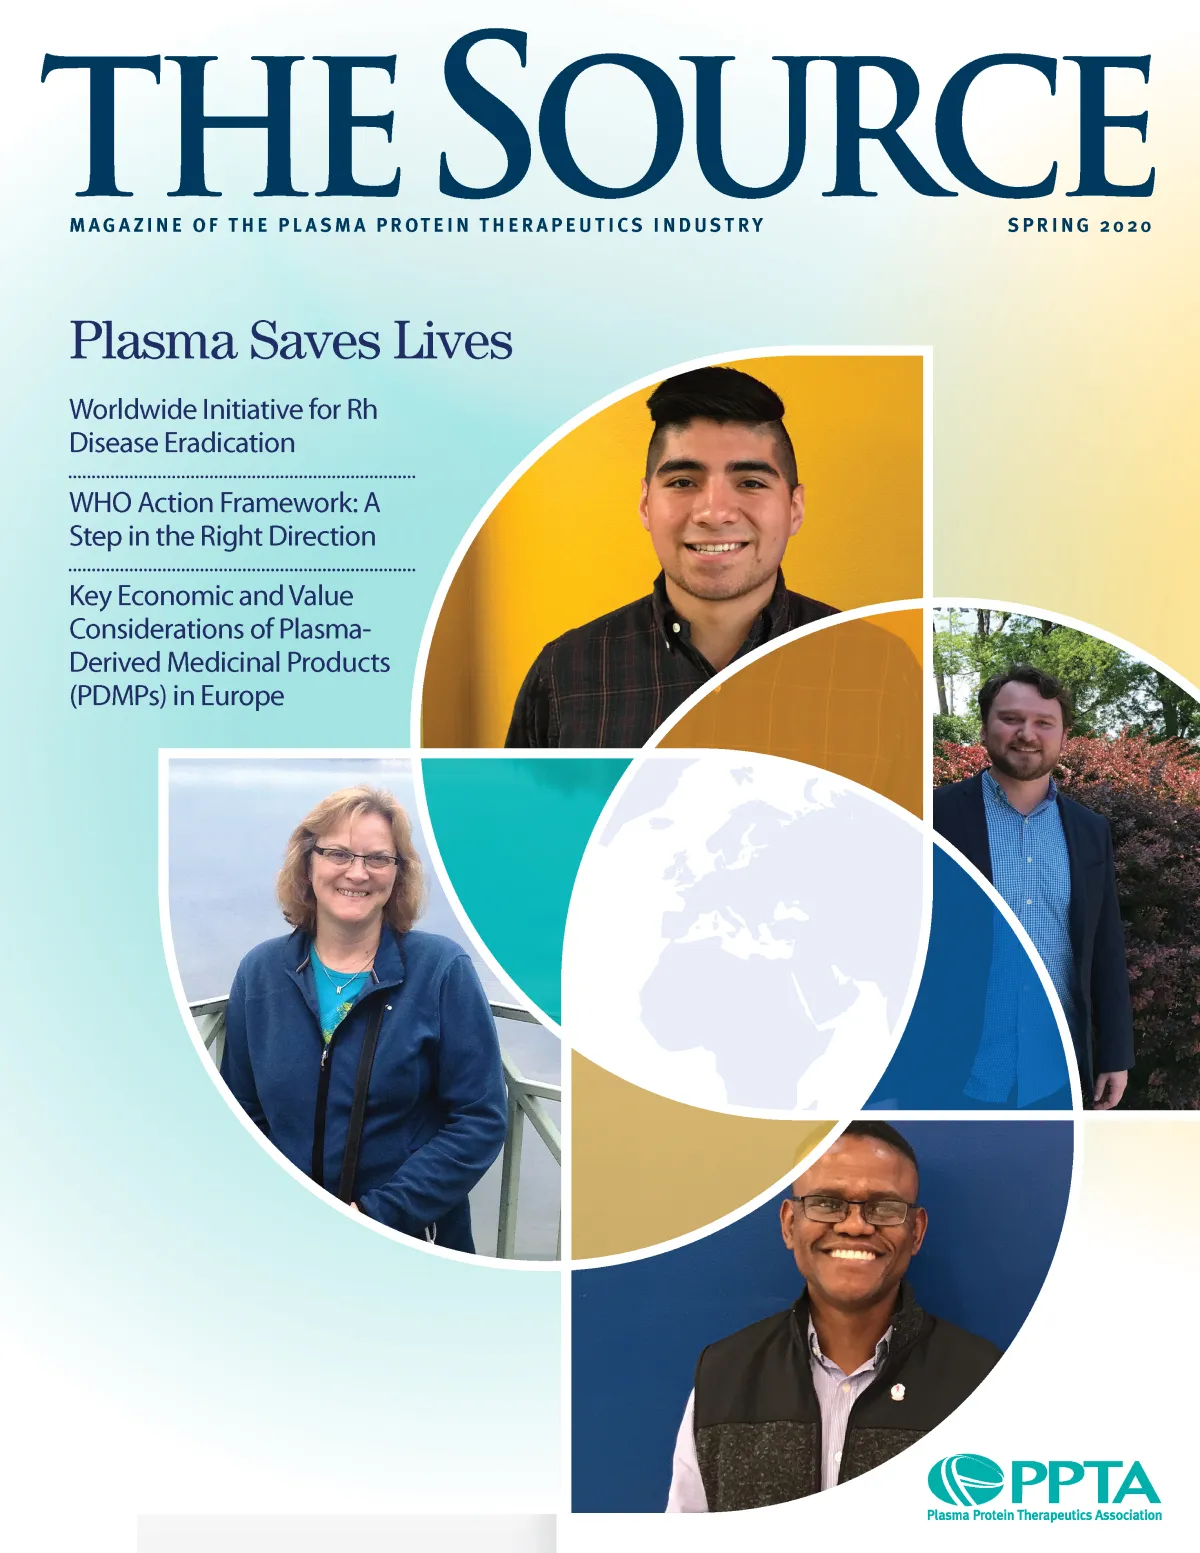 THE SOURCE
MAGAZINE OF THE PLASMA PROTEIN THERAPEUTICS INDUSTRY
SPRING 2020
Plasma Saves Lives
Worldwide Initiative for Rh
Disease Eradication
WHO Action Framework: A
Step in the Right Direction
Key Economic and Value
Considerations of Plasma-
Derived Medicinal Products
(PDMPs) in Europe
PPTA
Plasma Protein Therapeutics Association